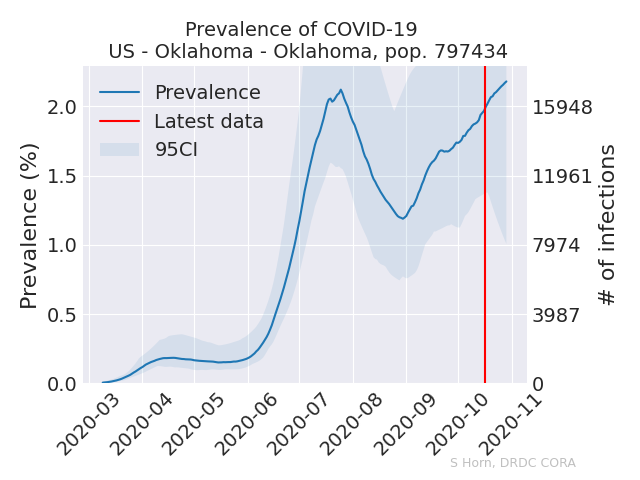 Prevalence of COVID-19
US - Oklahoma - Oklahoma, pop. 797434
Prevalence
Latest data
95CI
Prevalence (%)
2.0
1.5
1.0
0.5
0.0
15948
11961
7974
3987
0
# of infections
2020-03
2020-04
2020-05
2020-06
2020-07
2020-08
2020-09
2020-10
2020-11
S Horn, DRDC CORA